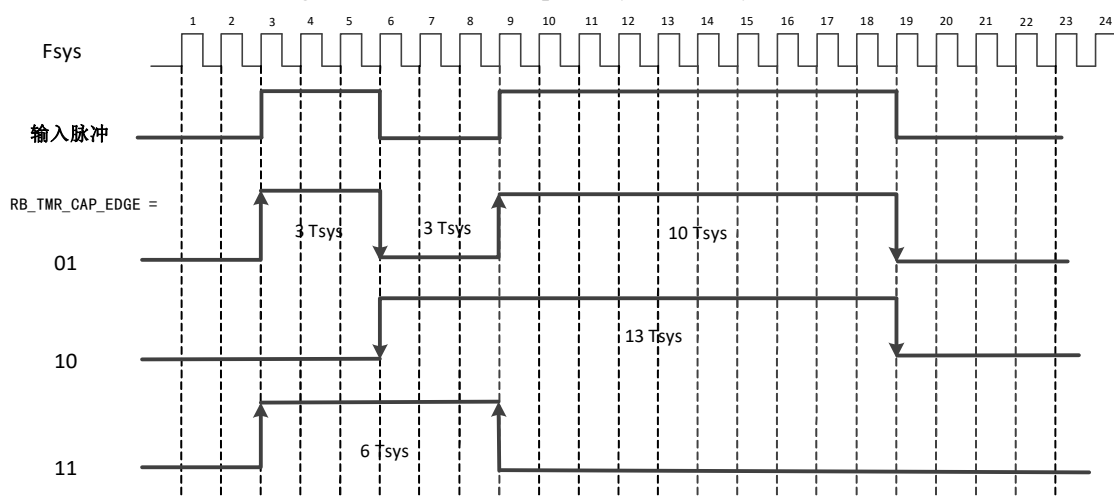 1 2 3 4 5 6 7 8 9 10 11 12 13 14 15 16 17 18 19 20 21 22 23 24
Fsys
输入脉冲
RB_TMR_CAP_EDGE =
3 Tsys 3 Tsys 10 Tsys
01
13 Tsys
10
6 Tsys
11